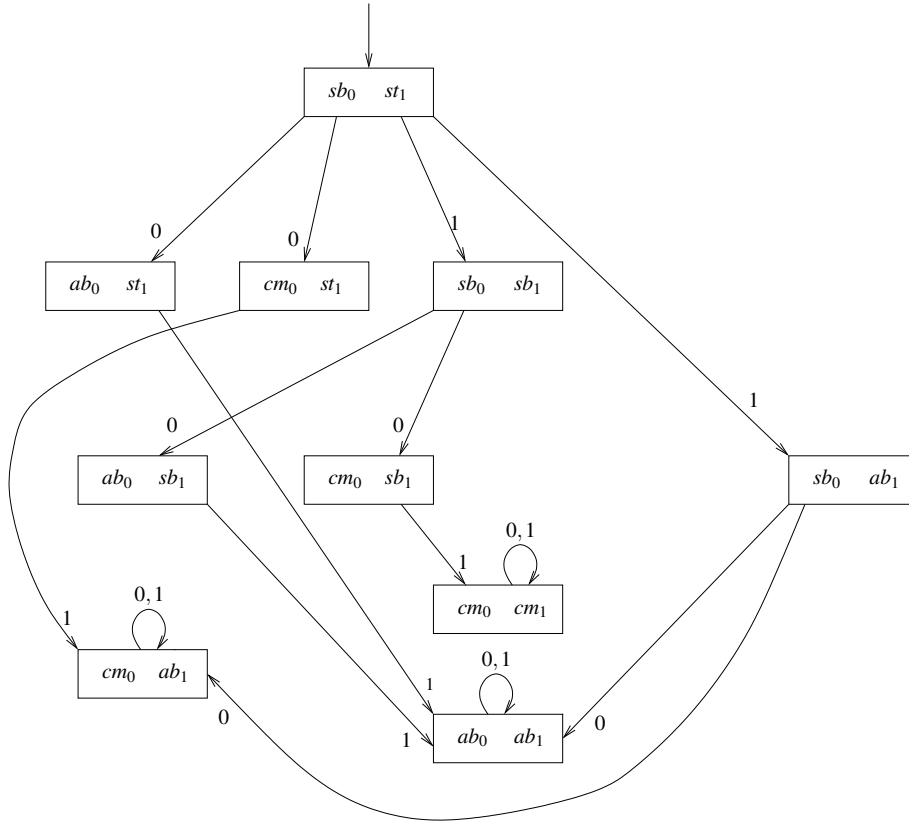 sb₀ st₁
0 0 1
ab₀ st₁ cm₀ st₁ sb₀ sb₁
1
0 0
ab₀ sb₁ cm₀ sb₁ sb₀ ab₁
0,1
1
cm₀ cm₁
0,1
1
cm₀ ab₁
0,1
1
0 1 0
ab₀ ab₁